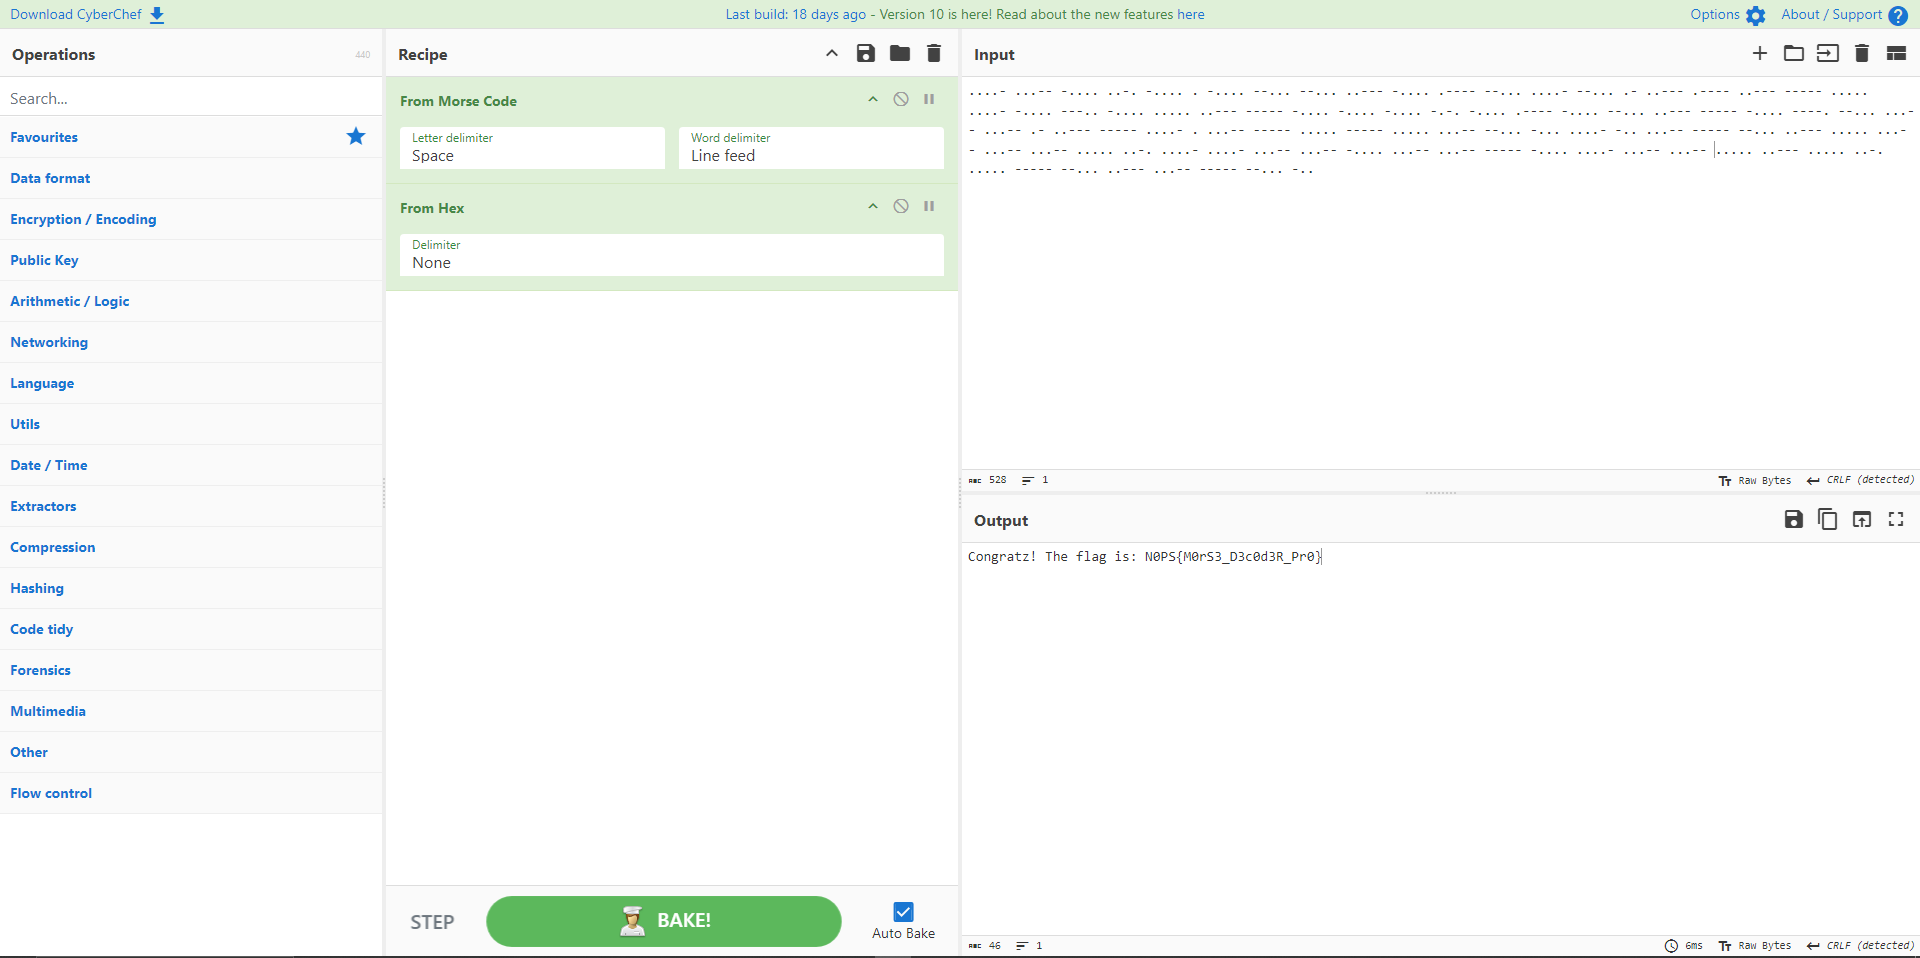 Download CyberChef
Last build: 18 days ago - Version 10 is here! Read about the new features here
Options
About / Support
Operations
440
Search...
Favourites
Data format
Encryption / Encoding
Public Key
Arithmetic / Logic
Networking
Language
Utils
Date / Time
Extractors
Compression
Hashing
Code tidy
Forensics
Multimedia
Other
Flow control
Recipe
From Morse Code
Letter delimiter
Space
Word delimiter
Line feed
From Hex
Delimiter
None
STEP
BAKE!
Auto Bake
Input
....- ...-- -.... ..-. -.... . -.... --... --... ..--- -.... .---- --... ....- --... .- ..--- .---- ..--- ----- .....
....- -.... ---.. -.... ..... ..--- ----- -.... -.... -.... -.-. -.... .---- -.... --... ..--- ----- -.... ----. --... ...-
- ...-- .- ..--- ----- ....- . ...-- ----- ..... ----- ..... ...-- --... -... ....- -.. ...-- ----- --... ..--- ..... ...-
- ...-- ...-- ..... ..-. ....- ....- ...-- ...-- -.... ...-- ...-- ----- -.... ....- ...-- ...-- ..... ..--- ..... ..-.
..... ----- --... ..--- ...-- ----- --... -..
ABC 528 1
Raw Bytes
CRLF (detected)
Output
Congratz! The flag is: N0PS{M0rS3_D3c0d3R_Pr0}
ABC 46 1
6ms
Raw Bytes
CRLF (detected)